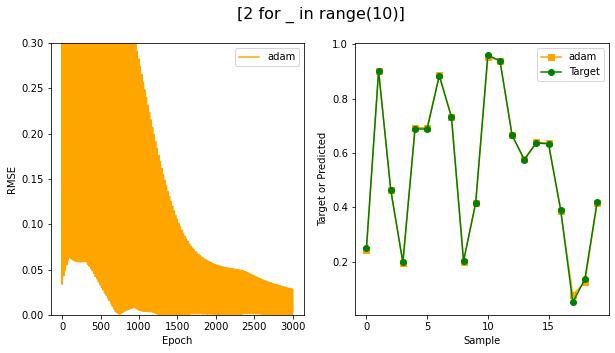 [2 for _ in range(10)]
0.30
0.25
0.20
0.15
0.10
0.05
0.00
RMSE
0 500 1000 1500 2000 2500 3000
Epoch
adam
1.0
0.8
0.6
0.4
0.2
Target or Predicted
0 5 10 15
Sample
adam
Target